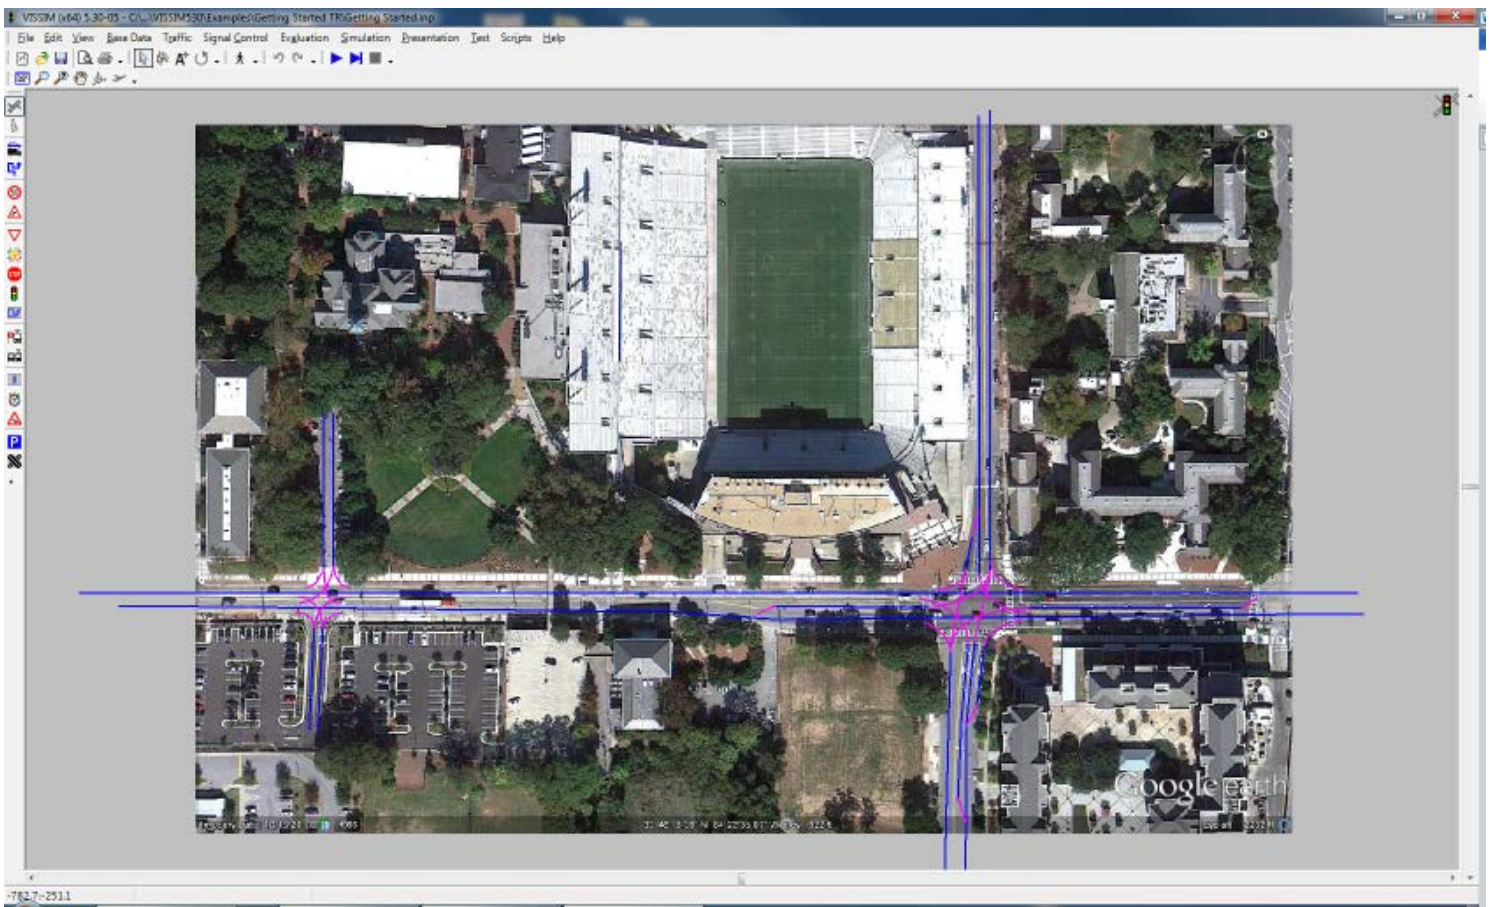 VISSIM (x64) 5.30-05 - C:\...\VISSIM530\Examples\Getting Started TR\Getting Started.inp
File Edit View Base Data Traffic Signal Control Evaluation Simulation Presentation Test Scripts Help
STOP
P
Google earth
-782.7:-251.1